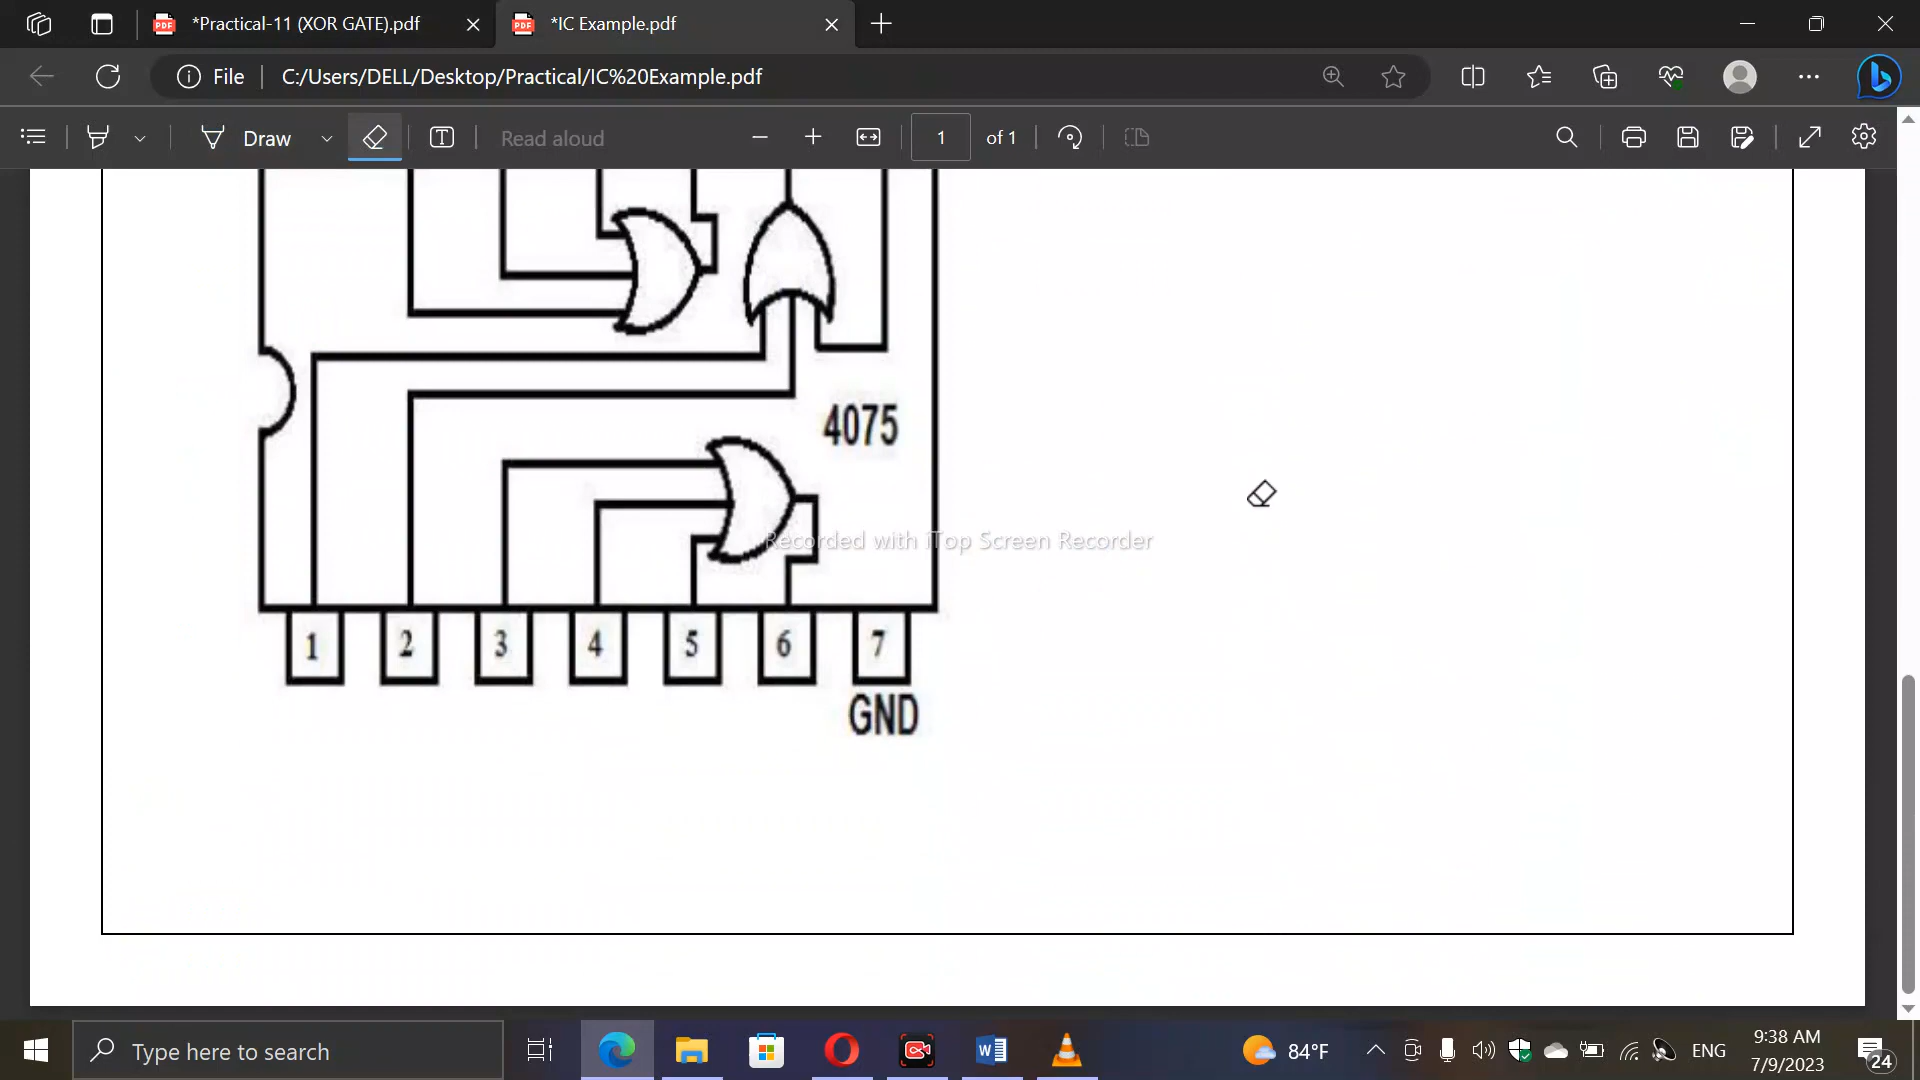 *Practical-11 (XOR GATE).pdf
*IC Example.pdf
File
C:/Users/DELL/Desktop/Practical/IC%20Example.pdf
Draw
Read aloud
1
of 1
4075
Recorded with iTop Screen Recorder
1
2
3
4
5
6
7
GND
Type here to search
84°F
ENG
9:38 AM
7/9/2023
24